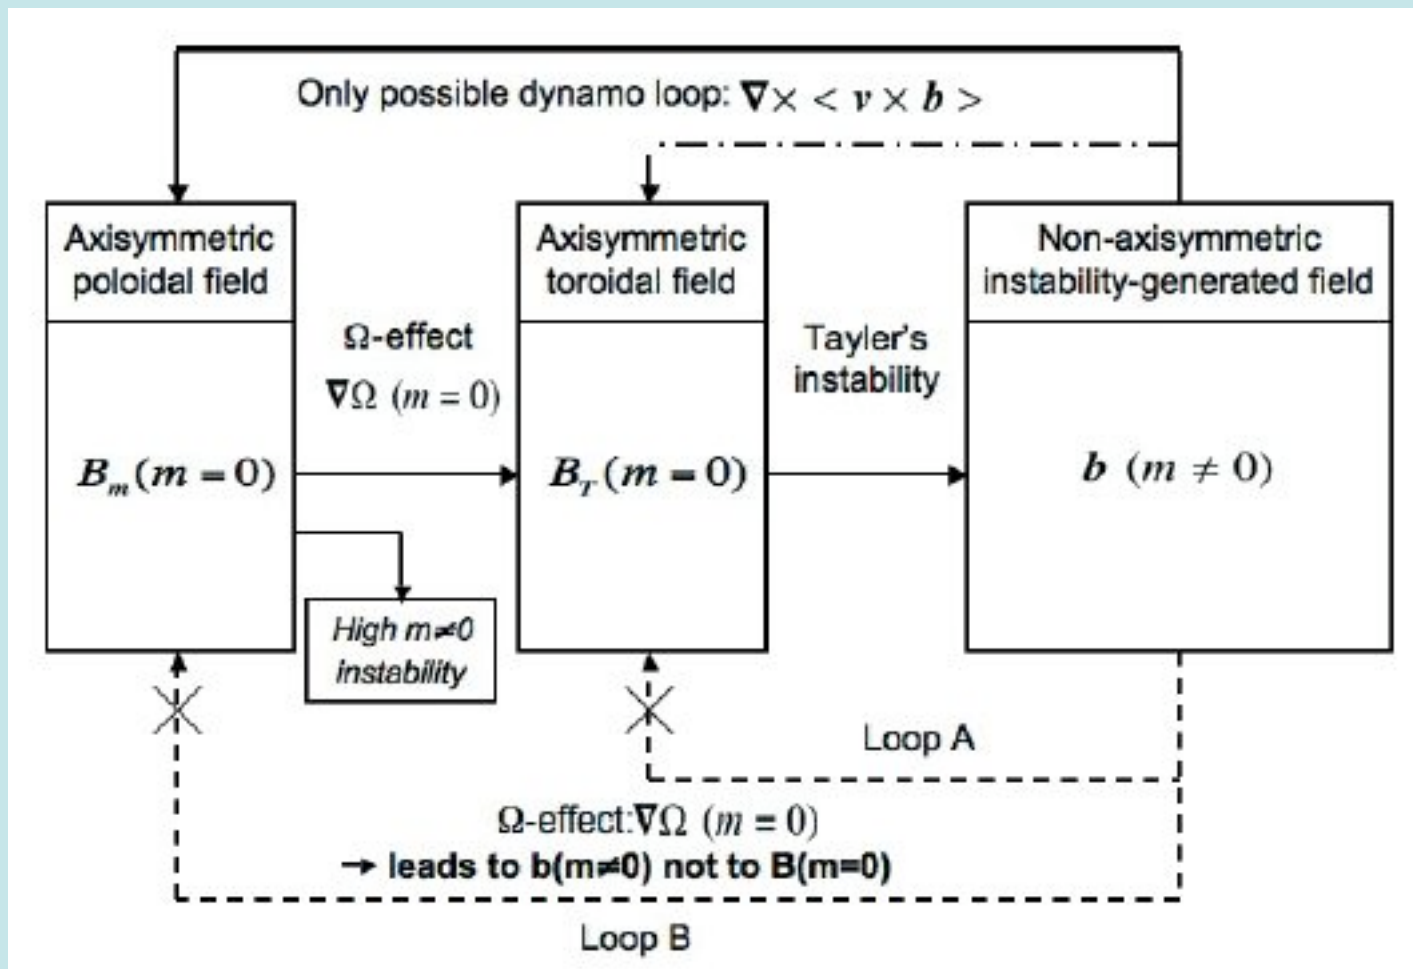 Only possible dynamo loop: ∇× < v × b >
Axisymmetric
poloidal field
Axisymmetric
toroidal field
Non-axisymmetric
instability-generated field
Ω-effect
∇Ω (m = 0)
Tayler's
instability
B_m (m = 0)
B_T (m = 0)
b (m ≠ 0)
High m≠0
instability
Loop A
Ω-effect:∇Ω (m = 0)
→ leads to b(m≠0) not to B(m=0)
Loop B